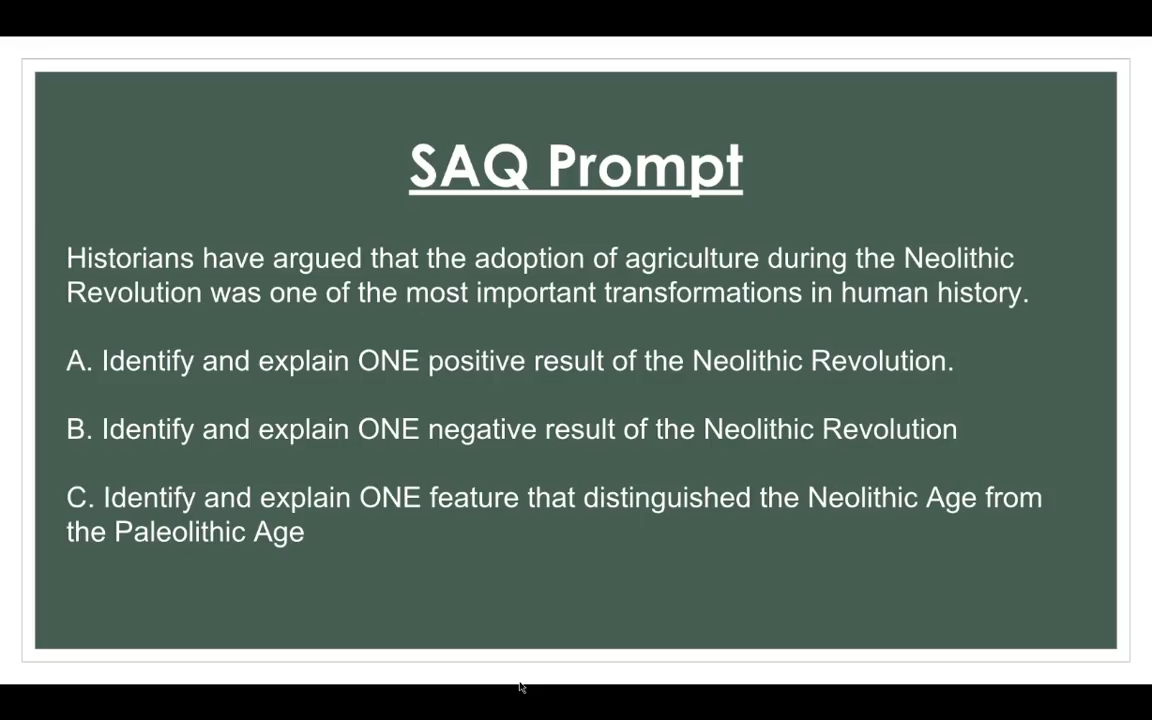 SAQ Prompt
Historians have argued that the adoption of agriculture during the Neolithic
Revolution was one of the most important transformations in human history.
A. Identify and explain ONE positive result of the Neolithic Revolution.
B. Identify and explain ONE negative result of the Neolithic Revolution
C. Identify and explain ONE feature that distinguished the Neolithic Age from
the Paleolithic Age